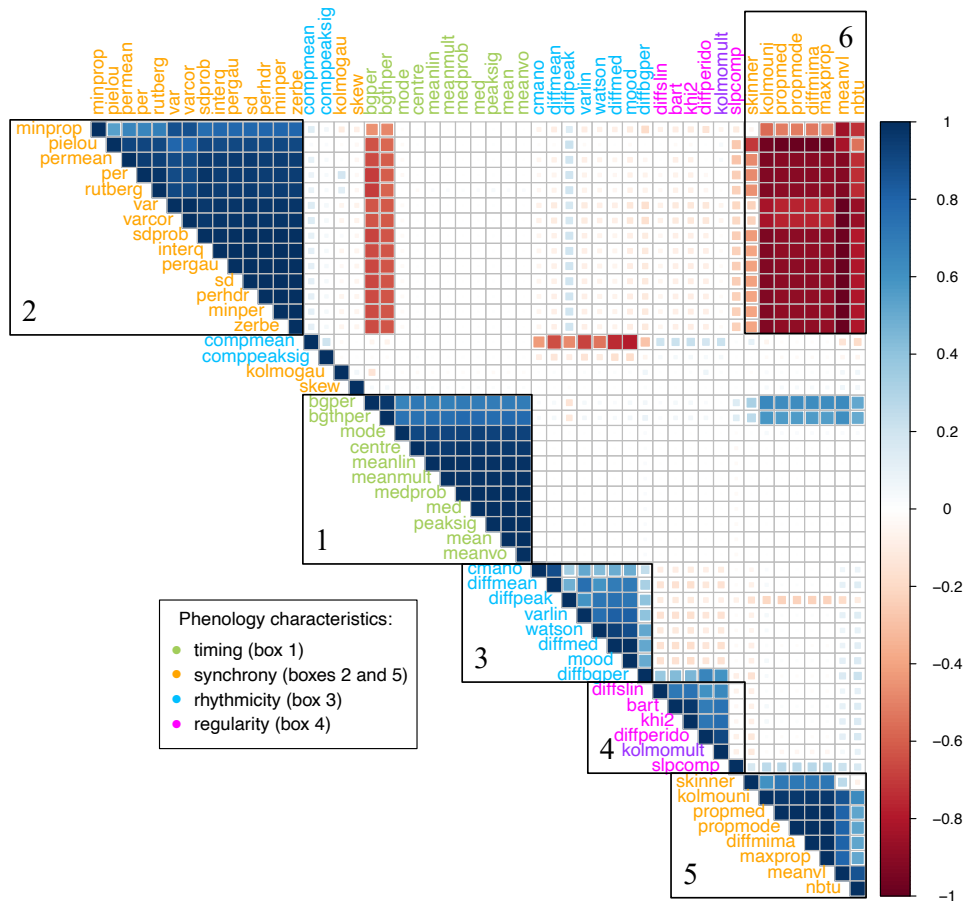 minprop
pielou
permean
per
rutberg
var
varcor
sdprob
interq
pergau
sd
perhdr
minper
zerbe
compmean
comppeaksig
kolmogau
skew
bgper
bgthper
mode
centre
meanlin
meanmult
medprob
med
peaksig
mean
meanvo
cmano
diffmean
diffpeak
varlin
watson
diffmed
mood
diffbgper
diffslin
bart
khi2
diffperido
kolmomult
slpcomp
skinner
kolmouni
propmed
propmode
diffmima
maxprop
meanvl
nbtu
6
minprop
pielou
permean
per
rutberg
var
varcor
sdprob
interq
pergau
sd
perhdr
minper
zerbe
2
compmean
comppeaksig
kolmogau
skew
bgper
bgthper
mode
centre
meanlin
meanmult
medprob
med
peaksig
mean
meanvo
1
cmano
diffmean
diffpeak
varlin
watson
diffmed
mood
diffbgper
3
diffslin
bart
khi2
diffperido
kolmomult
slpcomp
4
skinner
kolmouni
propmed
propmode
diffmima
maxprop
meanvl
nbtu
5
Phenology characteristics:
timing (box 1)
synchrony (boxes 2 and 5)
rhythmicity (box 3)
regularity (box 4)
1
0.8
0.6
0.4
0.2
0
−0.2
−0.4
−0.6
−0.8
−1